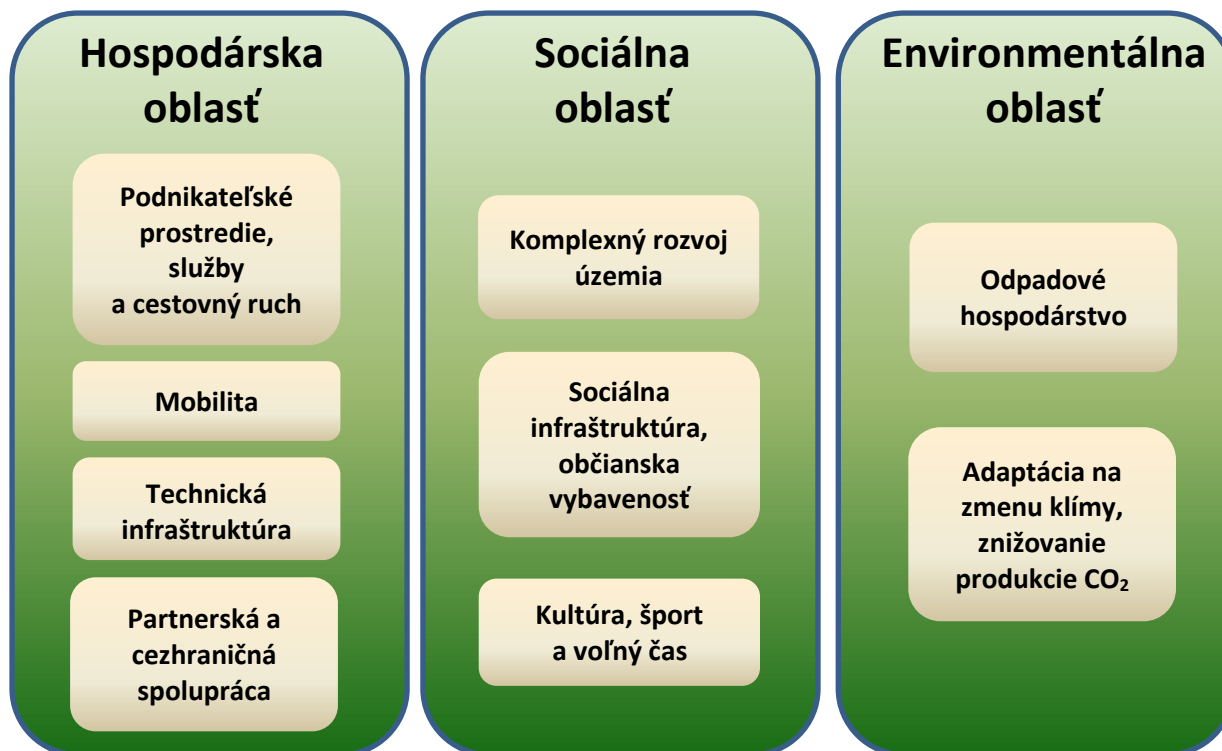 Hospodárska
oblasť
Podnikateľské
prostredie,
služby
a cestovný ruch
Mobilita
Technická
infraštruktúra
Partnerská a
cezhraničná
spolupráca
Sociálna
oblasť
Komplexný rozvoj
územia
Sociálna
infraštruktúra,
občianska
vybavenosť
Kultúra, šport
a voľný čas
Environmentálna
oblasť
Odpadové
hospodárstvo
Adaptácia na
zmenu klímy,
znižovanie
produkcie CO₂